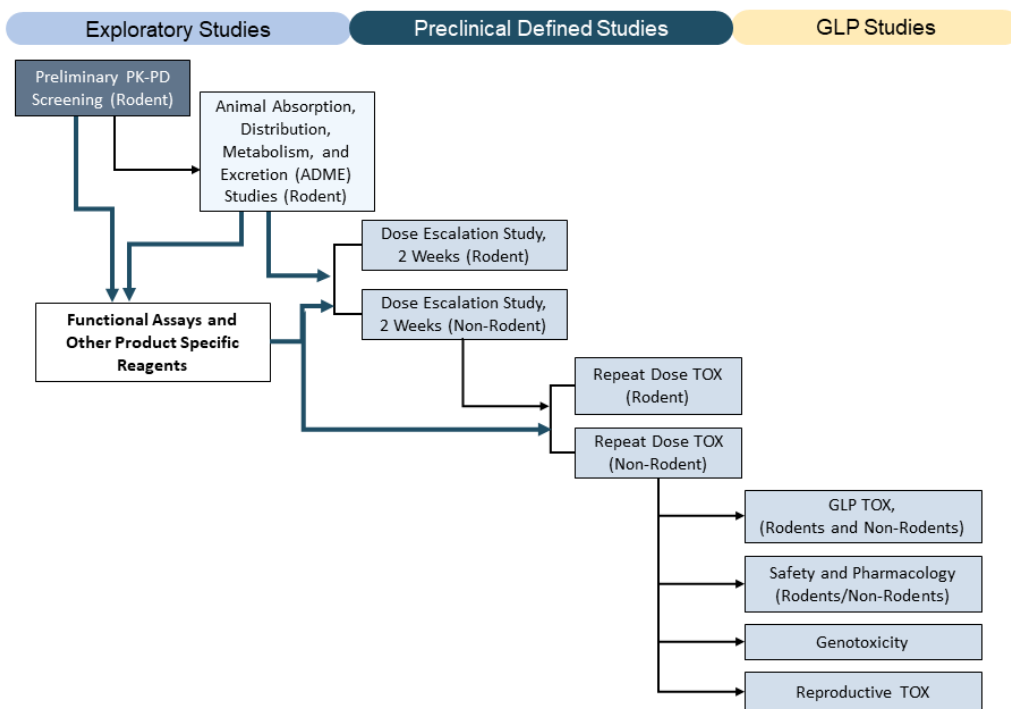 Exploratory Studies
Preclinical Defined Studies
GLP Studies
Preliminary PK-PD
Screening (Rodent)
Animal Absorption,
Distribution,
Metabolism, and
Excretion (ADME)
Studies (Rodent)
Dose Escalation Study,
2 Weeks (Rodent)
Dose Escalation Study,
2 Weeks (Non-Rodent)
Functional Assays and
Other Product Specific
Reagents
Repeat Dose TOX
(Rodent)
Repeat Dose TOX
(Non-Rodent)
GLP TOX,
(Rodents and Non-Rodents)
Safety and Pharmacology
(Rodents/Non-Rodents)
Genotoxicity
Reproductive TOX